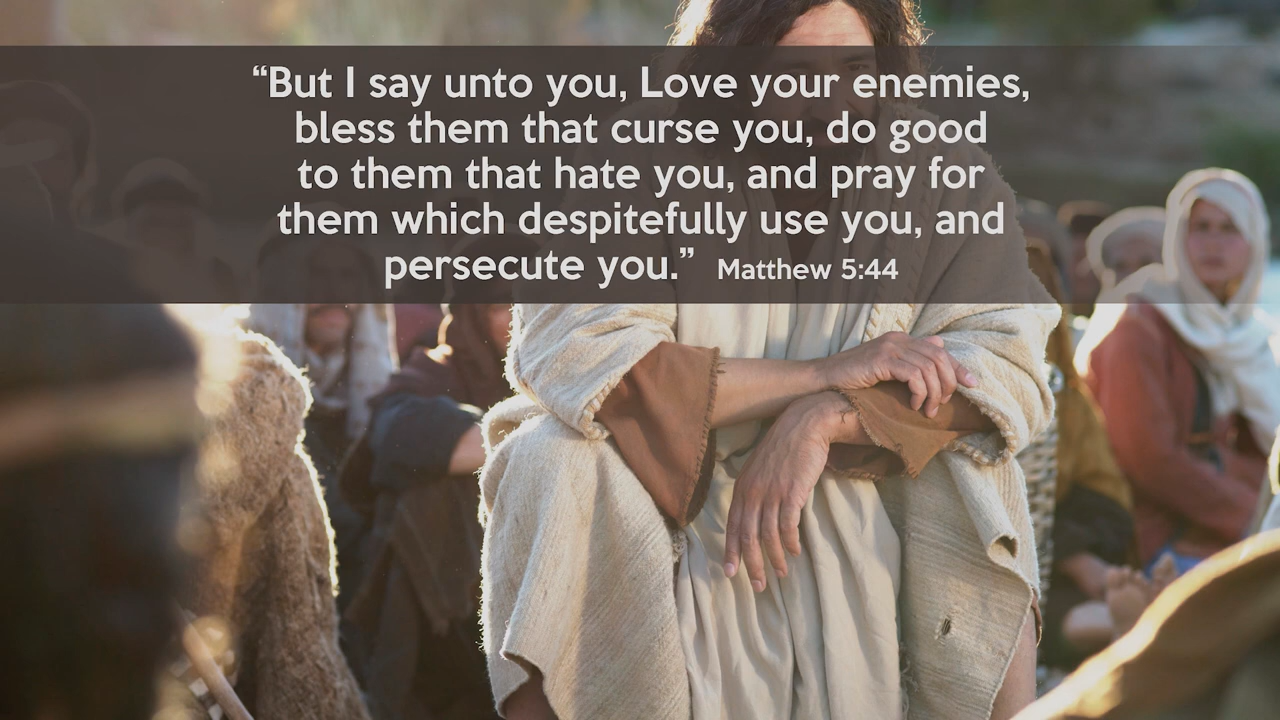 “But I say unto you, Love your enemies,
bless them that curse you, do good
to them that hate you, and pray for
them which despitefully use you, and
persecute you.” Matthew 5:44